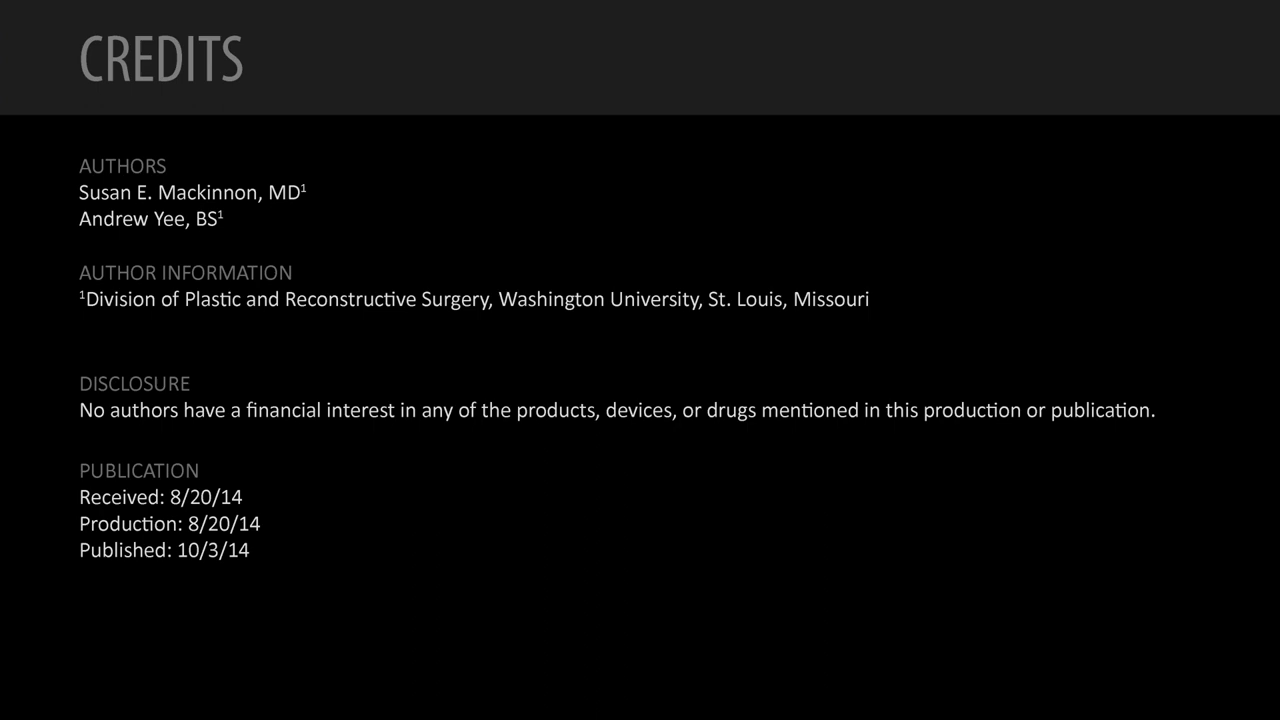 CREDITS
AUTHORS
Susan E. Mackinnon, MD¹
Andrew Yee, BS¹
AUTHOR INFORMATION
¹Division of Plastic and Reconstructive Surgery, Washington University, St. Louis, Missouri
DISCLOSURE
No authors have a financial interest in any of the products, devices, or drugs mentioned in this production or publication.
PUBLICATION
Received: 8/20/14
Production: 8/20/14
Published: 10/3/14